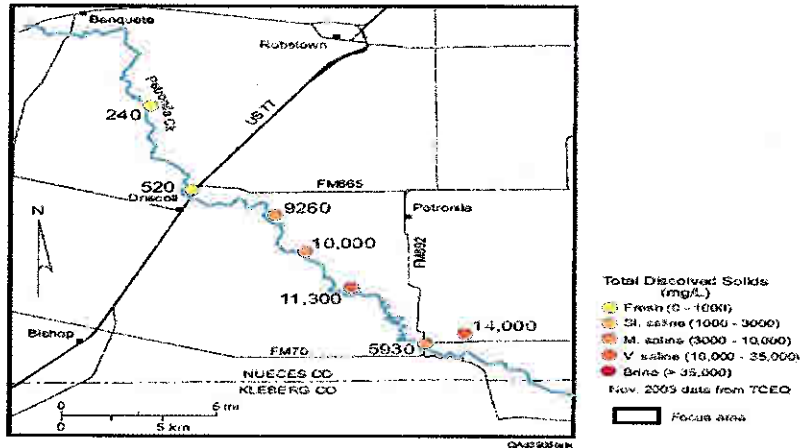 Banquete
Robstown
Petronila Ck
240
US 77
520
FM665
Driscoll
9260
Petronila
N
10,000
FM892
11,300
14,000
Bishop
5930
FM70
NUECES CO
KLEBERG CO
0 6 mi
0 5 km
Total Dissolved Solids
(mg/L)
Fresh (0 - 1000)
Sl. saline (1000 - 3000)
M. saline (3000 - 10,000)
V. saline (10,000 - 35,000)
Brine (> 35,000)
Nov. 2003 data from TCEQ
Focus area